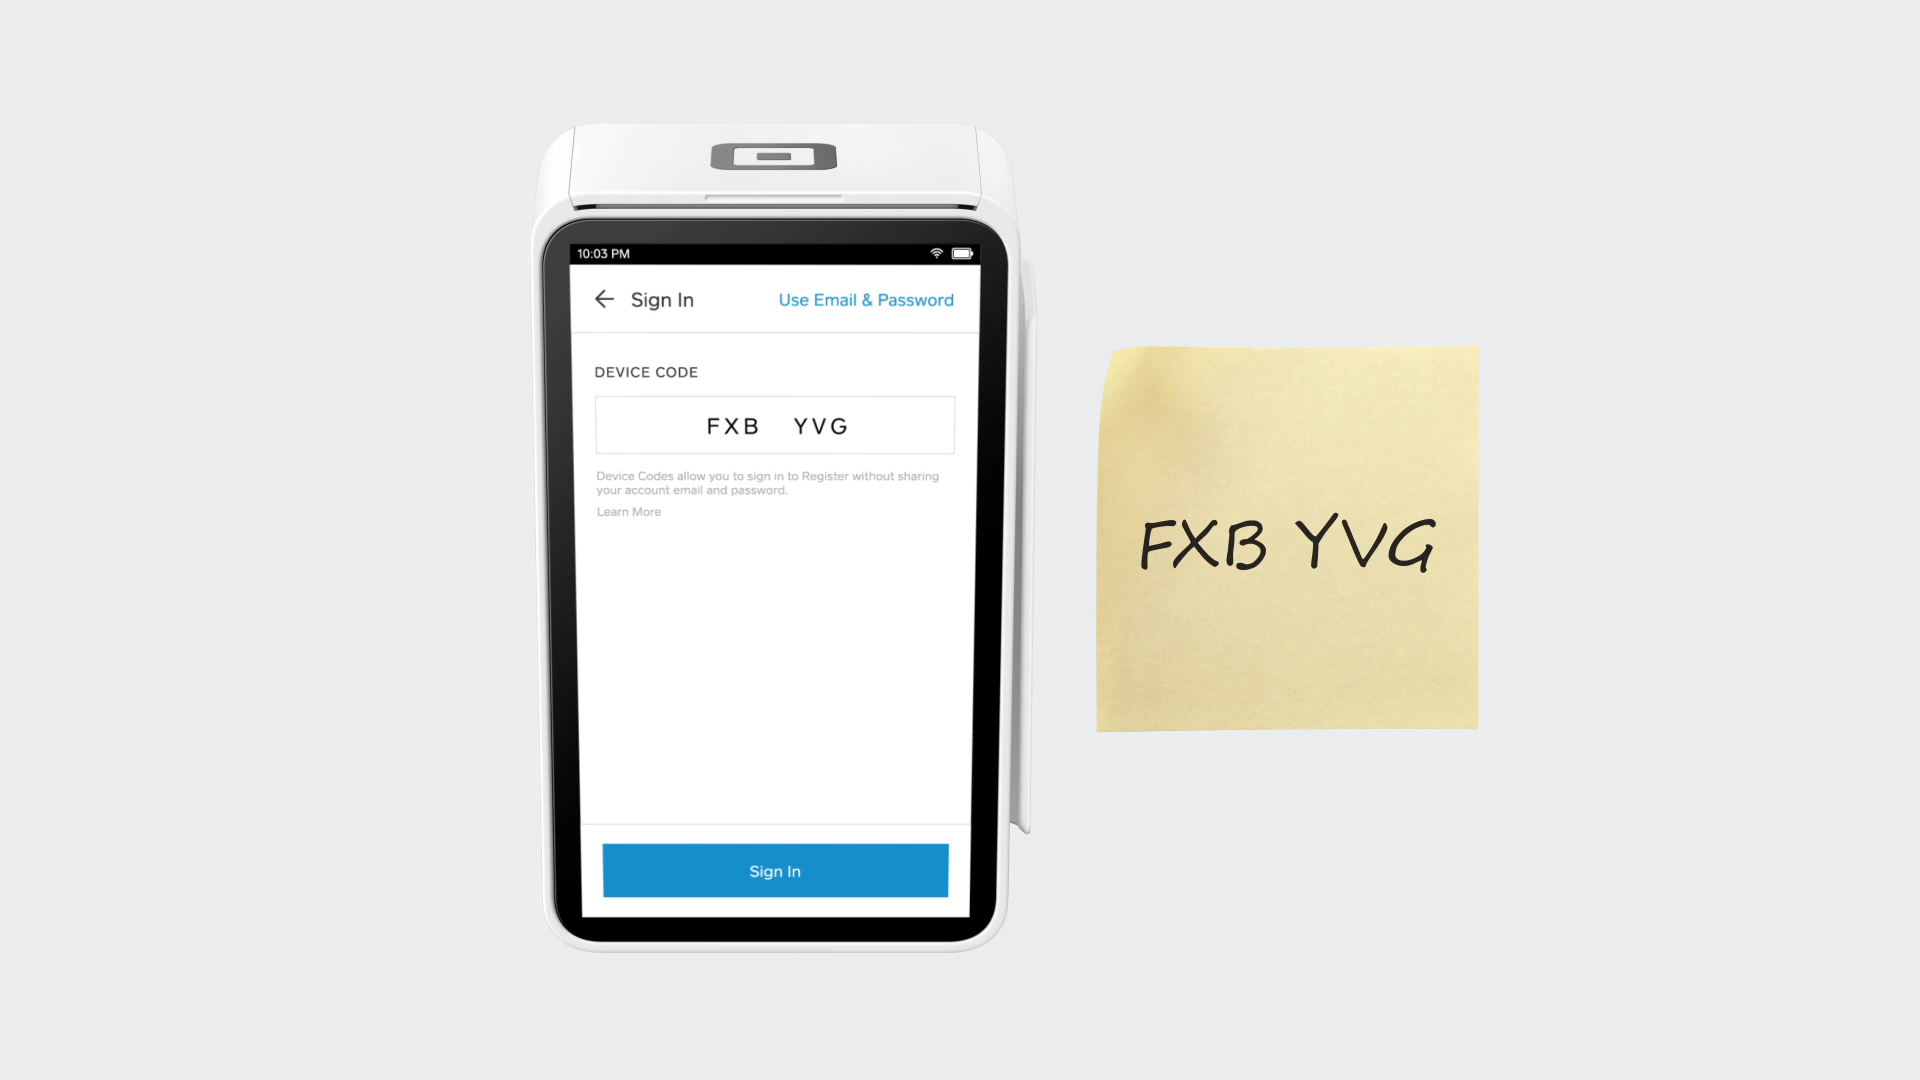 10:03 PM
Sign In
Use Email & Password
DEVICE CODE
FXB YVG
Device Codes allow you to sign in to Register without sharing
your account email and password.
Learn More
Sign In
FXB YVG